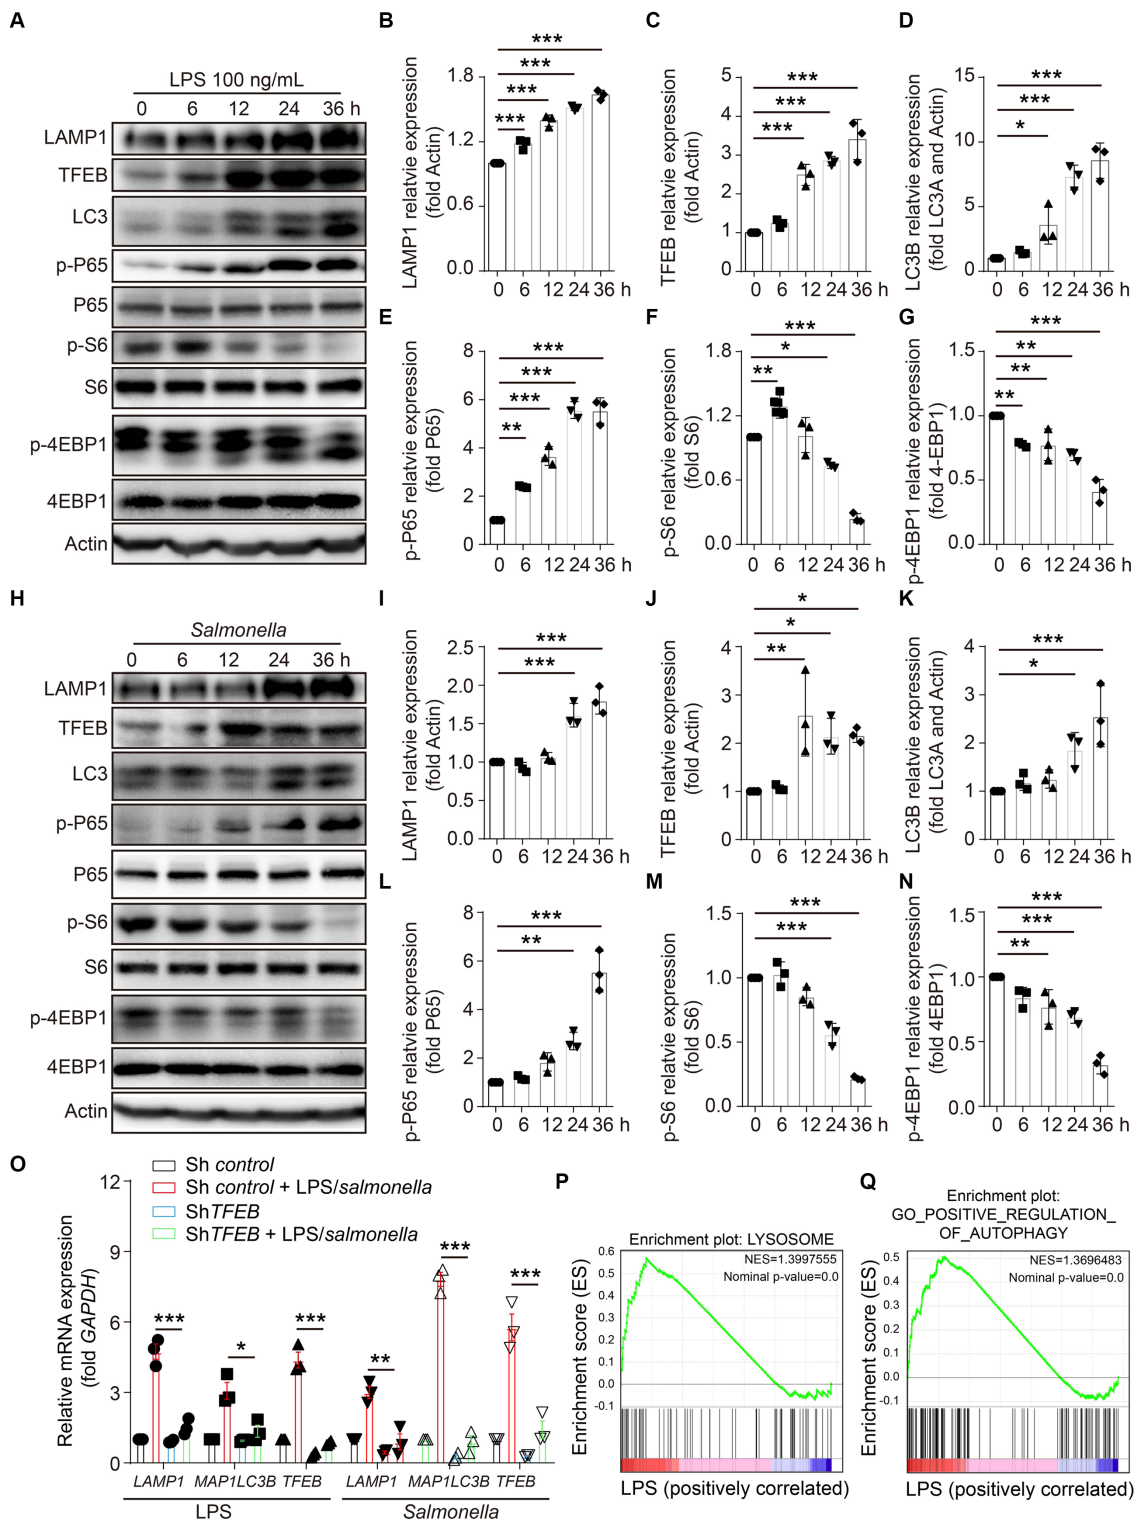 A
LPS 100 ng/mL
0 6 12 24 36 h
LAMP1
TFEB
LC3
p-P65
P65
p-S6
S6
p-4EBP1
4EBP1
Actin
B
LAMP1 relatvie expression
(fold Actin)
1.8
1.2
0.6
0.0
***
***
***
***
0 6 12 24 36 h
C
TFEB relatvie expression
(fold Actin)
5
4
3
2
1
0
***
***
***
0 6 12 24 36 h
D
LC3B relatvie expression
(fold LC3A and Actin)
15
10
5
0
***
***
*
0 6 12 24 36 h
E
p-P65 relatvie expression
(fold P65)
8
6
4
2
0
***
***
***
**
0 6 12 24 36 h
F
p-S6 relatvie expression
(fold S6)
1.8
1.2
0.6
0.0
***
*
**
0 6 12 24 36 h
G
p-4EBP1 relatvie expression
(fold 4-EBP1)
1.5
1.0
0.5
0.0
***
**
**
**
0 6 12 24 36 h
H
Salmonella
0 6 12 24 36 h
LAMP1
TFEB
LC3
p-P65
P65
p-S6
S6
p-4EBP1
4EBP1
Actin
I
LAMP1 relatvie expression
(fold Actin)
2.5
2.0
1.5
1.0
0.5
0.0
***
***
0 6 12 24 36 h
J
TFEB relatvie expression
(fold Actin)
4
3
2
1
0
*
*
**
0 6 12 24 36 h
K
LC3B relatvie expression
(fold LC3A and Actin)
4
3
2
1
0
***
*
0 6 12 24 36 h
L
p-P65 relatvie expression
(fold P65)
8
6
4
2
0
***
**
0 6 12 24 36 h
M
p-S6 relatvie expression
(fold S6)
1.5
1.0
0.5
0.0
***
***
0 6 12 24 36 h
N
p-4EBP1 relatvie expression
(fold 4EBP1)
1.5
1.0
0.5
0.0
***
***
**
0 6 12 24 36 h
O
Sh control
Sh control + LPS/salmonella
ShTFEB
ShTFEB + LPS/salmonella
Relative mRNA expression
(fold GAPDH)
12
9
6
3
0
***
*
***
**
***
***
LAMP1 MAP1LC3B TFEB LAMP1 MAP1LC3B TFEB
LPS Salmonella
P
Enrichment plot: LYSOSOME
NES=1.3997555
Nominal p-value=0.0
Enrichment score (ES)
0.6
0.5
0.4
0.3
0.2
0.1
0.0
-0.1
LPS (positively correlated)
Q
Enrichment plot:
GO_POSITIVE_REGULATION_
OF_AUTOPHAGY
NES=1.3696483
Nominal p-value=0.0
Enrichment score (ES)
0.5
0.4
0.3
0.2
0.1
0.0
-0.1
LPS (positively correlated)